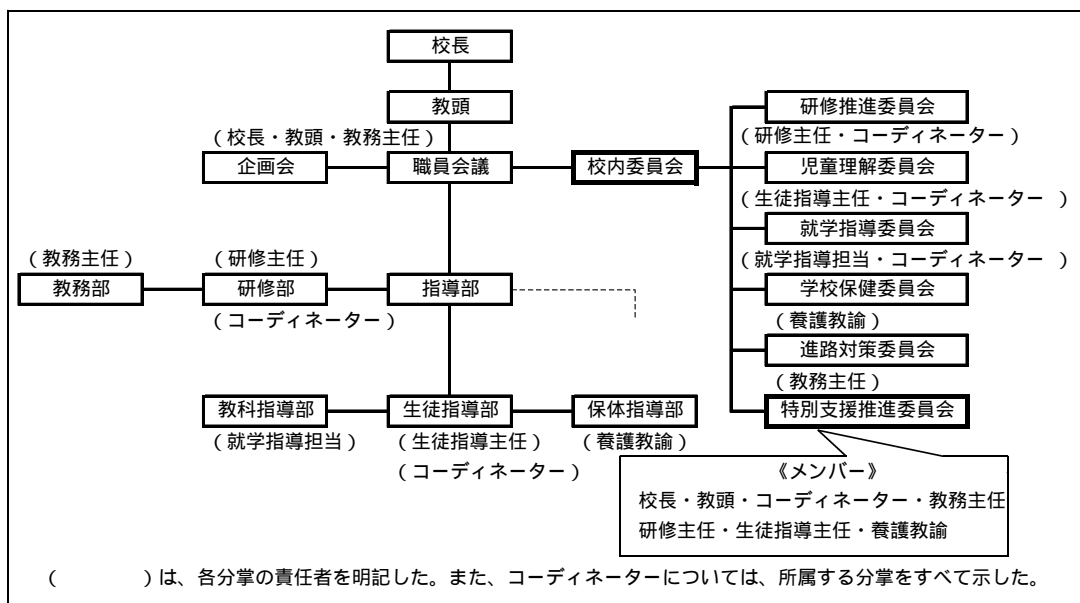 校長
教頭
(校長・教頭・教務主任)
企画会
職員会議
校内委員会
研修推進委員会
(研修主任・コーディネーター)
児童理解委員会
(生徒指導主任・コーディネーター )
就学指導委員会
(就学指導担当・コーディネーター )
学校保健委員会
(養護教諭)
進路対策委員会
(教務主任)
特別支援推進委員会
(教務主任)
教務部
(研修主任)
研修部
(コーディネーター)
指導部
教科指導部
(就学指導担当)
生徒指導部
(生徒指導主任)
(コーディネーター)
保体指導部
(養護教諭)
《メンバー》
校長・教頭・コーディネーター・教務主任
研修主任・生徒指導主任・養護教諭
(　　　　)は、各分掌の責任者を明記した。また、コーディネーターについては、所属する分掌をすべて示した。